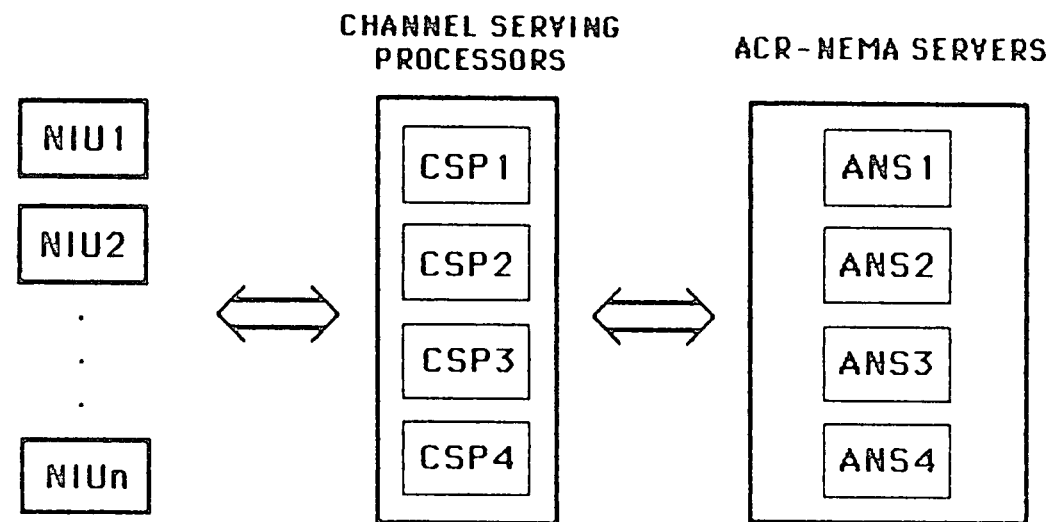 CHANNEL SERVING
PROCESSORS
ACR-NEMA SERVERS
NIU1
NIU2
.
.
.
NIUn
CSP1
CSP2
CSP3
CSP4
ANS1
ANS2
ANS3
ANS4